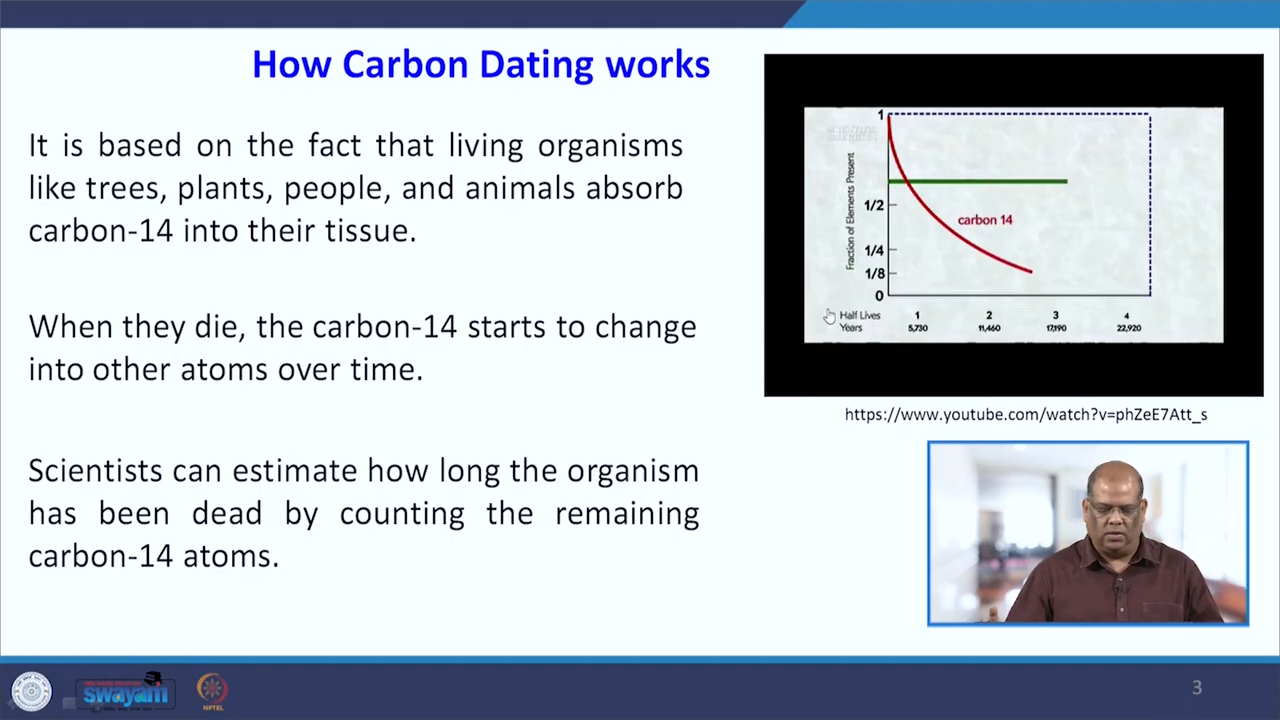 How Carbon Dating works
It is based on the fact that living organisms
like trees, plants, people, and animals absorb
carbon-14 into their tissue.
When they die, the carbon-14 starts to change
into other atoms over time.
Scientists can estimate how long the organism
has been dead by counting the remaining
carbon-14 atoms.
Fraction of Elements Present
1
1/2
1/4
1/8
0
carbon 14
Half Lives 1 2 3 4
Years 5,730 11,460 17,190 22,920
https://www.youtube.com/watch?v=phZeE7Att_s
swayam
NPTEL
3